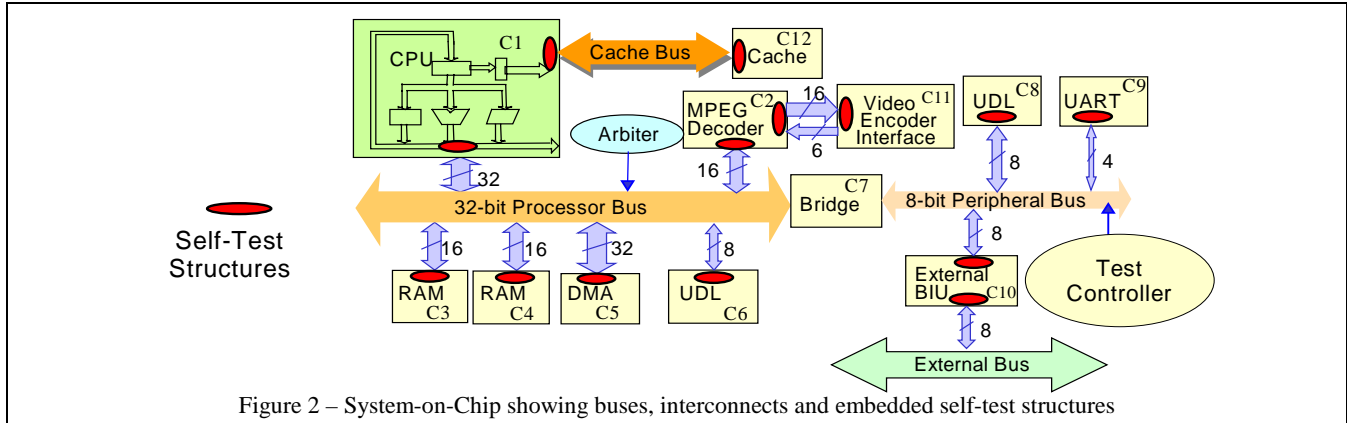 CPU
C1
Cache Bus
C12
Cache
MPEG C2
Decoder
16
6
Video C11
Encoder
Interface
UDL C8
UART C9
Arbiter
32
16
8
4
32-bit Processor Bus
C7
Bridge
8-bit Peripheral Bus
Self-Test
Structures
16
16
32
8
8
RAM
C3
RAM
C4
DMA
C5
UDL
C6
External
BIU C10
Test
Controller
8
External Bus
Figure 2 – System-on-Chip showing buses, interconnects and embedded self-test structures